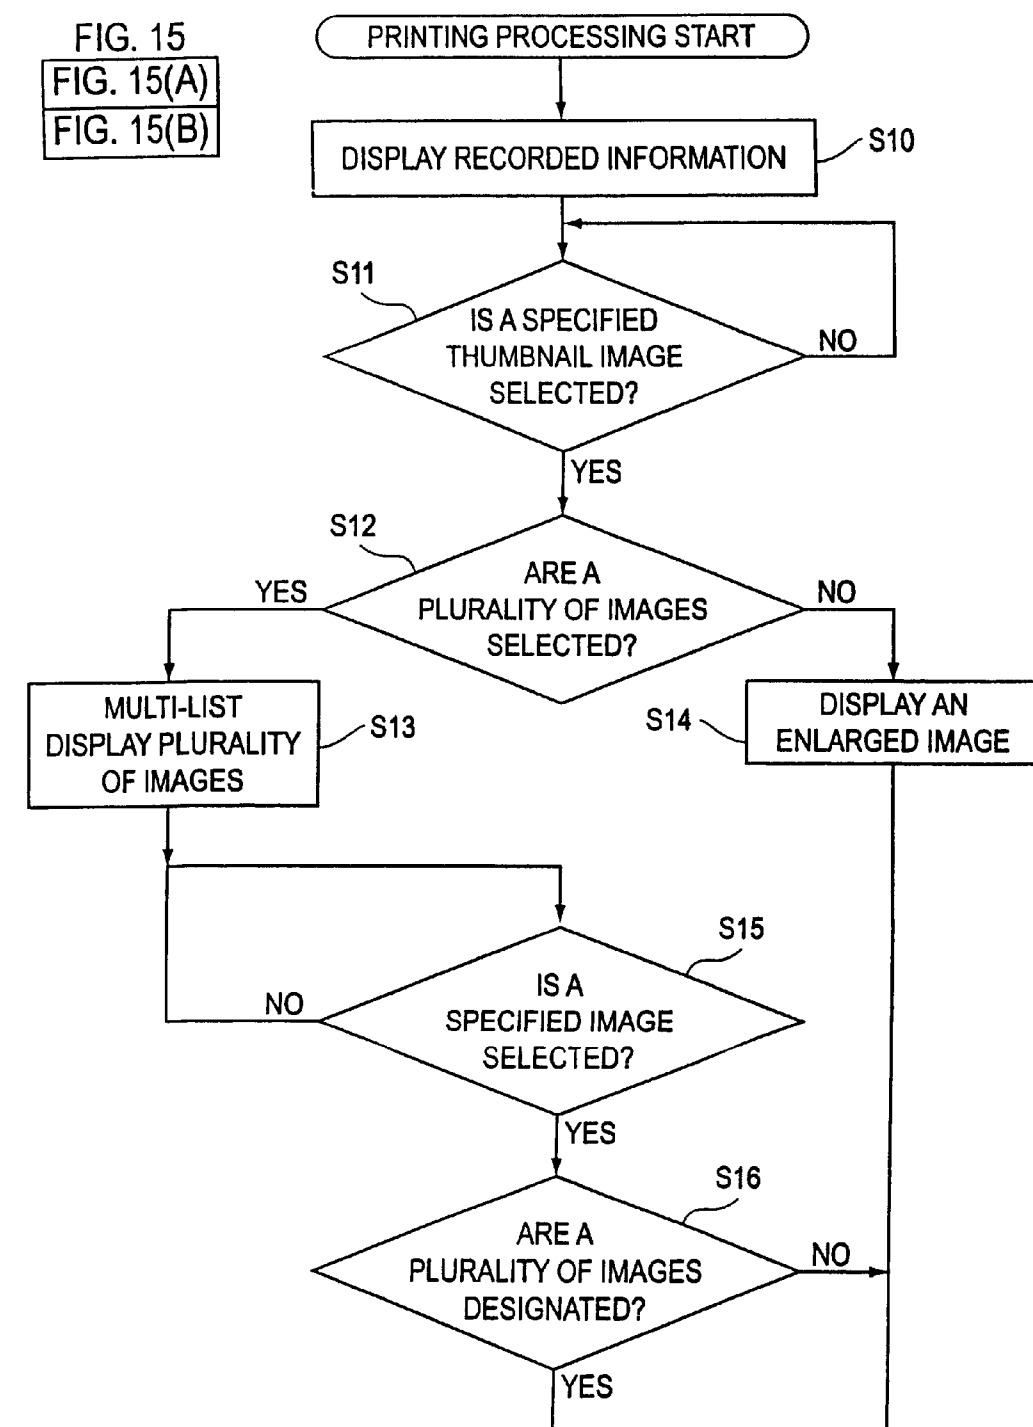 FIG. 15
FIG. 15(A)
FIG. 15(B)
PRINTING PROCESSING START
DISPLAY RECORDED INFORMATION
S10
S11
IS A SPECIFIED
THUMBNAIL IMAGE
SELECTED?
NO
YES
S12
ARE A
PLURALITY OF IMAGES
SELECTED?
YES
NO
MULTI-LIST
DISPLAY PLURALITY
OF IMAGES
S13
S14
DISPLAY AN
ENLARGED IMAGE
S15
IS A
SPECIFIED IMAGE
SELECTED?
NO
YES
S16
ARE A
PLURALITY OF IMAGES
DESIGNATED?
NO
YES